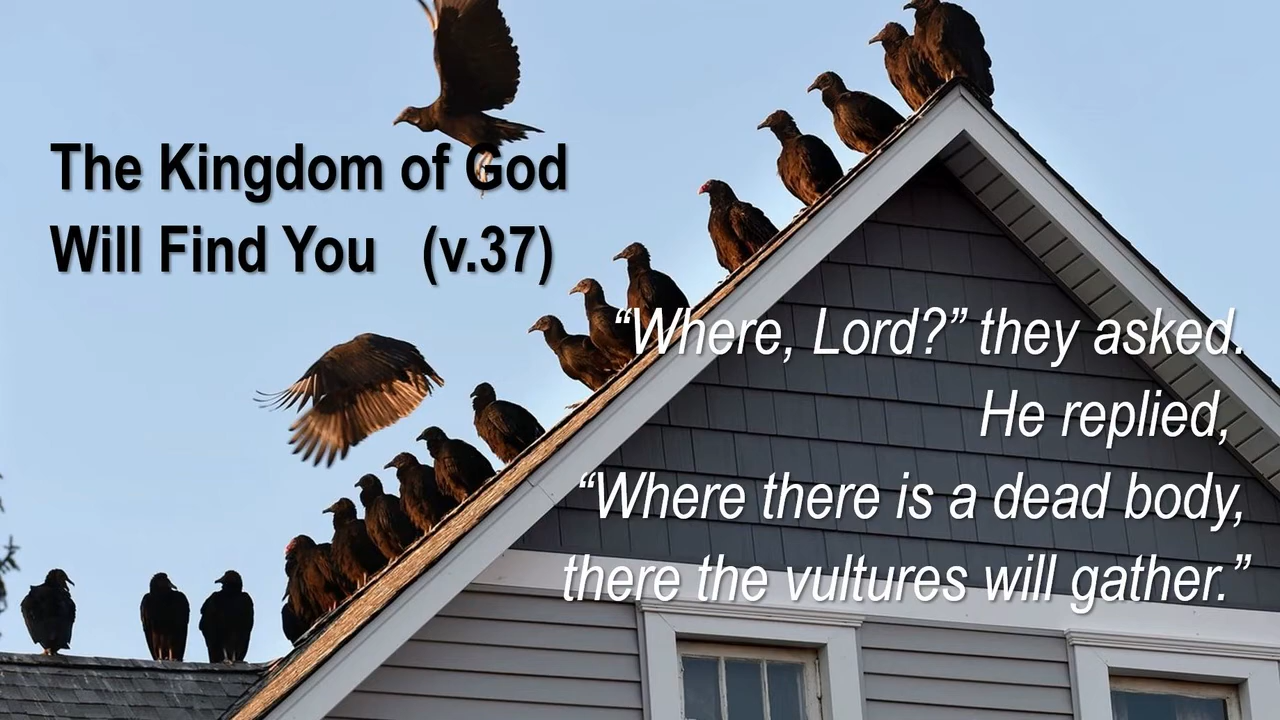 The Kingdom of God
Will Find You (v.37)
“Where, Lord?” they asked.
He replied,
“Where there is a dead body,
there the vultures will gather.”